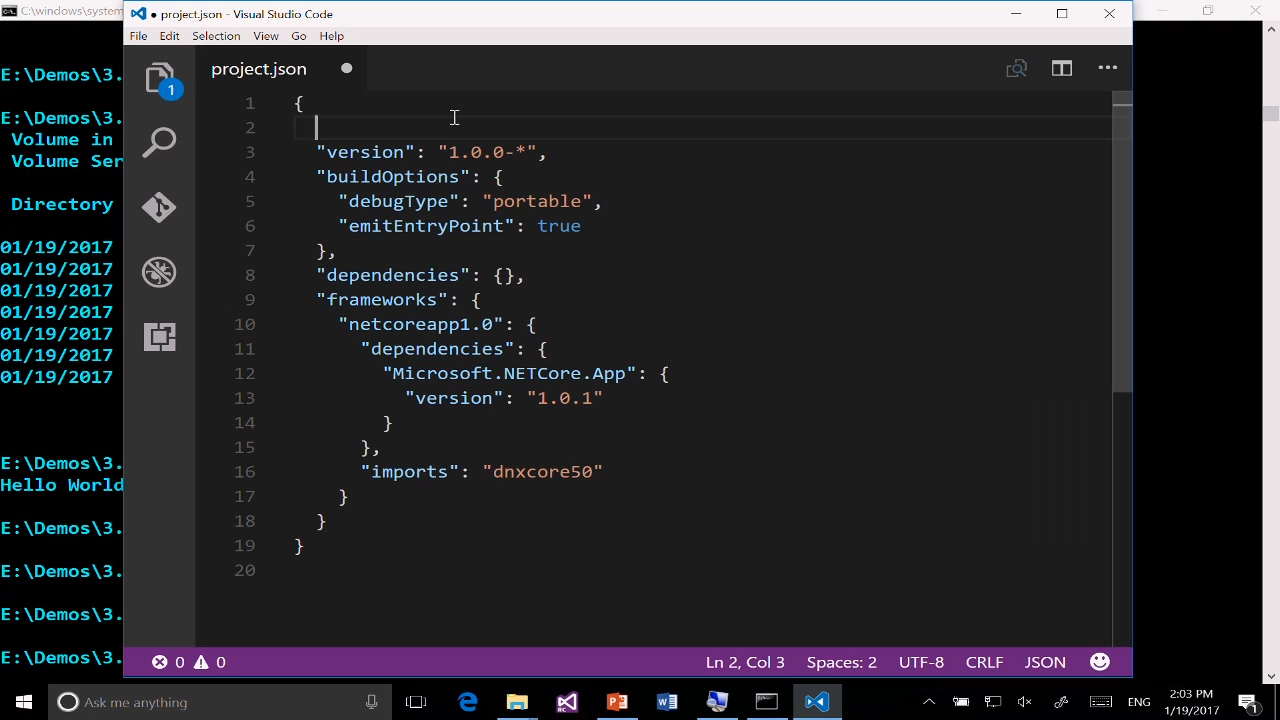 C:\windows\system
project.json - Visual Studio Code
File Edit Selection View Go Help
project.json
1
1 {
2
3 "version": "1.0.0-*",
4 "buildOptions": {
5 "debugType": "portable",
6 "emitEntryPoint": true
7 },
8 "dependencies": {},
9 "frameworks": {
10 "netcoreapp1.0": {
11 "dependencies": {
12 "Microsoft.NETCore.App": {
13 "version": "1.0.1"
14 }
15 },
16 "imports": "dnxcore50"
17 }
18 }
19 }
20
E:\Demos\3.
E:\Demos\3.
Volume in
Volume Ser
Directory
01/19/2017
01/19/2017
01/19/2017
01/19/2017
01/19/2017
01/19/2017
01/19/2017
E:\Demos\3.
Hello World
E:\Demos\3.
E:\Demos\3.
E:\Demos\3.
E:\Demos\3.
0 0 Ln 2, Col 3 Spaces: 2 UTF-8 CRLF JSON
Ask me anything
ENG
2:03 PM
1/19/2017
1